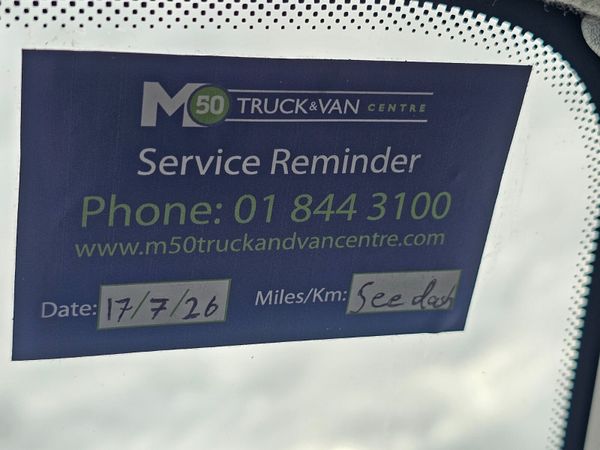 M50 TRUCK&VAN CENTRE
Service Reminder
Phone: 01 844 3100
www.m50truckandvancentre.com
Date: 17/7/26 Miles/Km: See dash